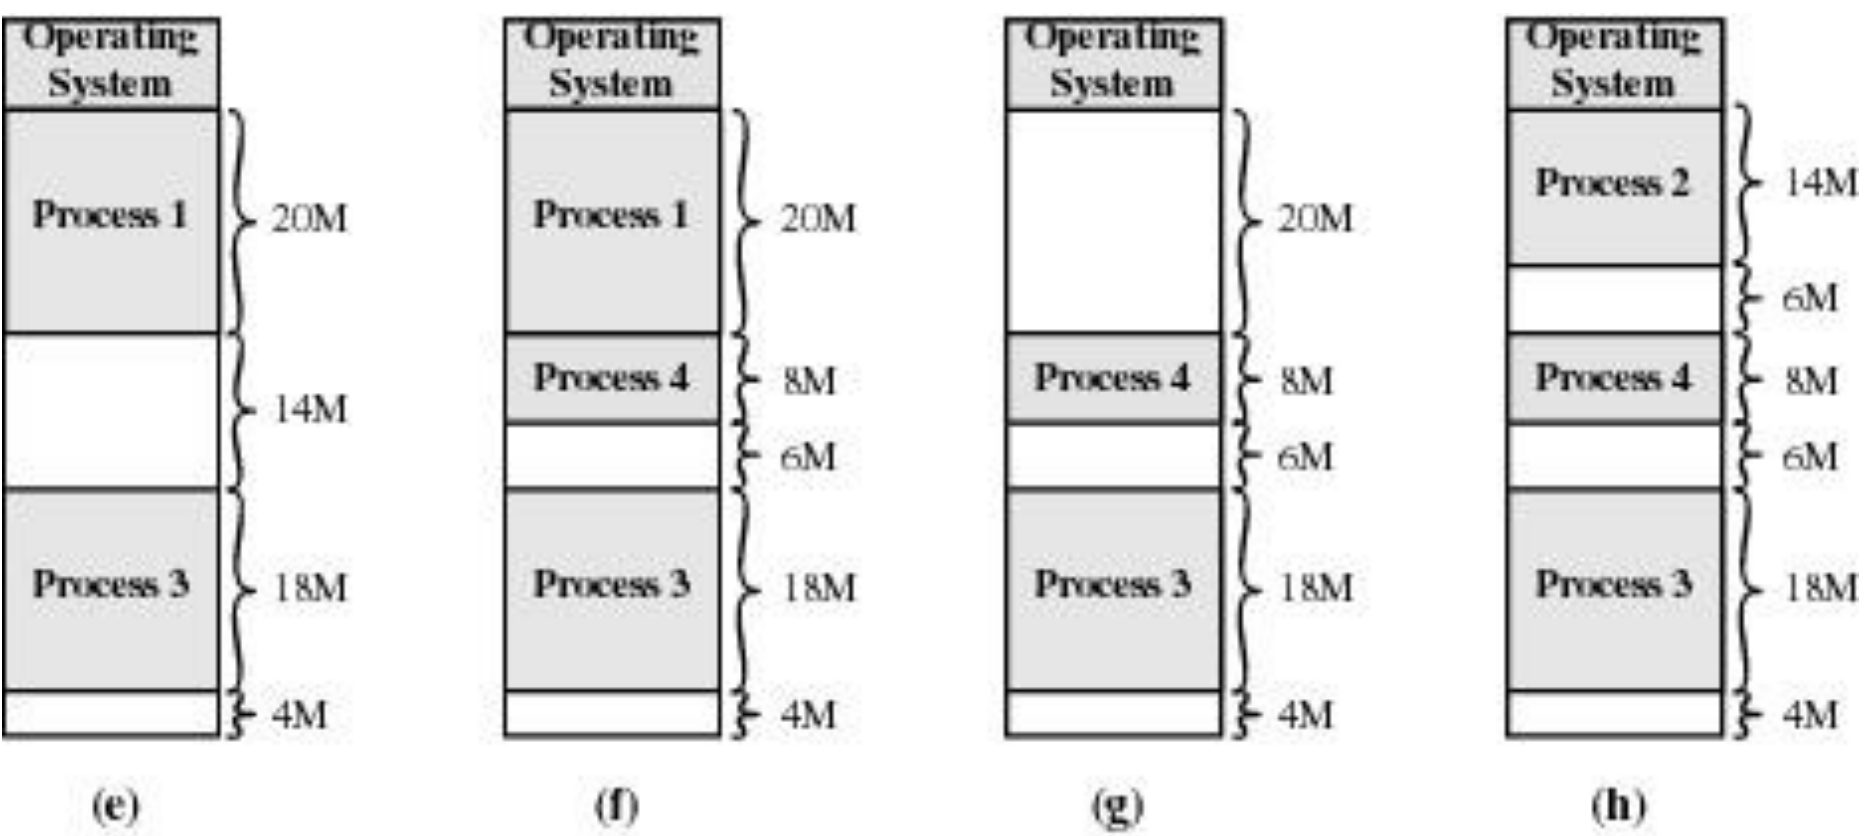 Operating
System
Process 1
20M
14M
Process 3
18M
4M
(e)
Operating
System
Process 1
20M
Process 4
8M
6M
Process 3
18M
4M
(f)
Operating
System
20M
Process 4
8M
6M
Process 3
18M
4M
(g)
Operating
System
Process 2
14M
6M
Process 4
8M
6M
Process 3
18M
4M
(h)